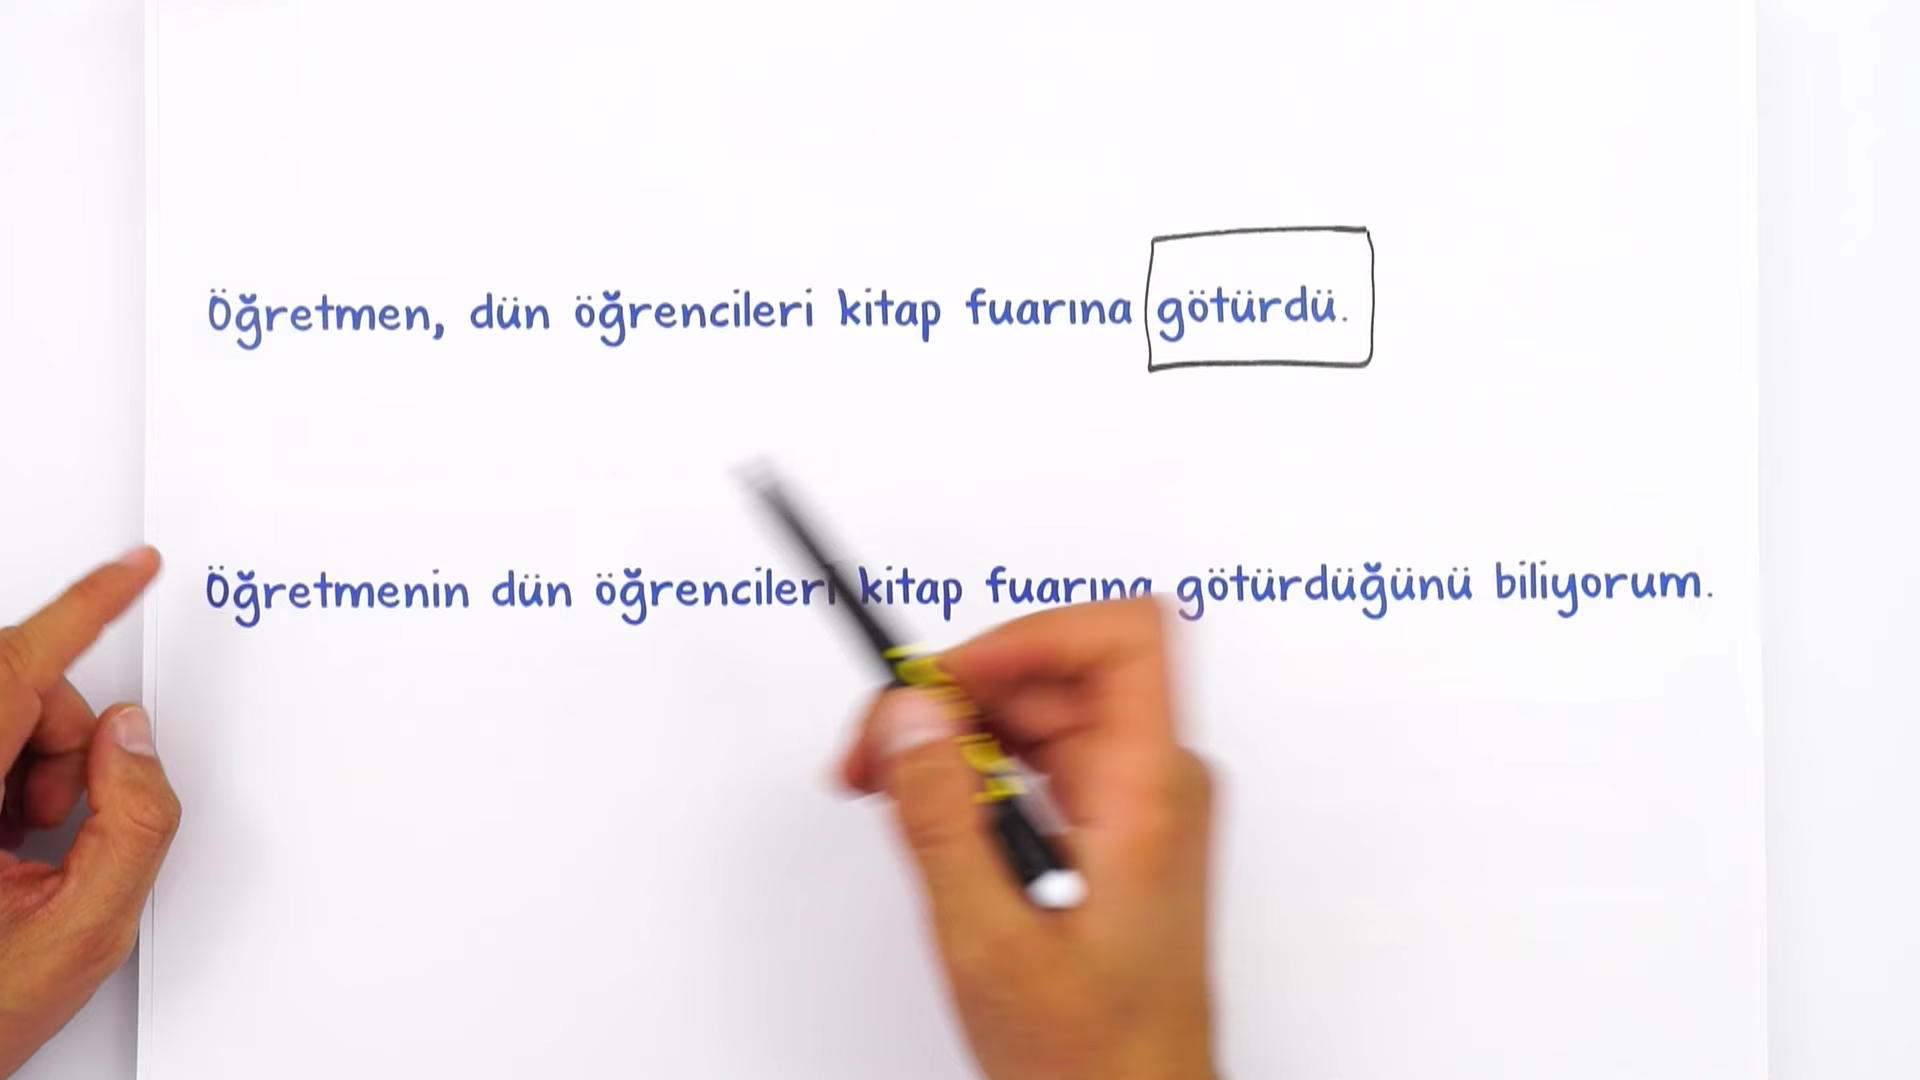 Öğretmen, dün öğrencileri kitap fuarına götürdü.
Öğretmenin dün öğrencileri kitap fuarına götürdüğünü biliyorum.